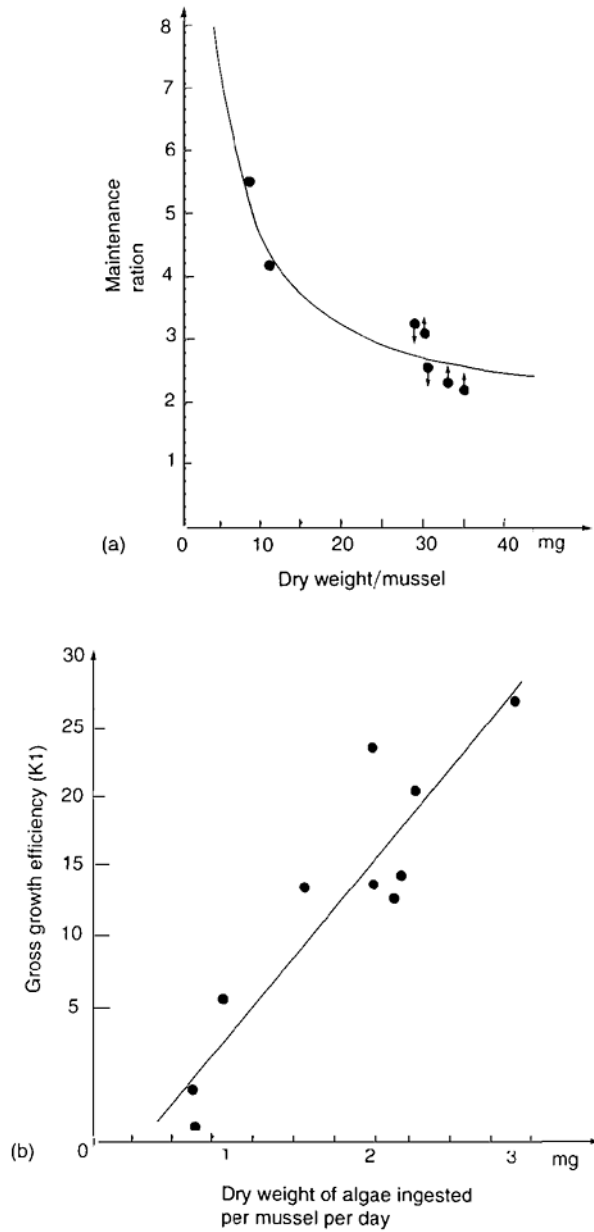 8
7
6
5
4
3
2
1
Maintenance
ration
(a)
0 10 20 30 40 mg
Dry weight/mussel
30
25
20
15
10
5
Gross growth efficiency (K1)
(b)
0 1 2 3 mg
Dry weight of algae ingested
per mussel per day